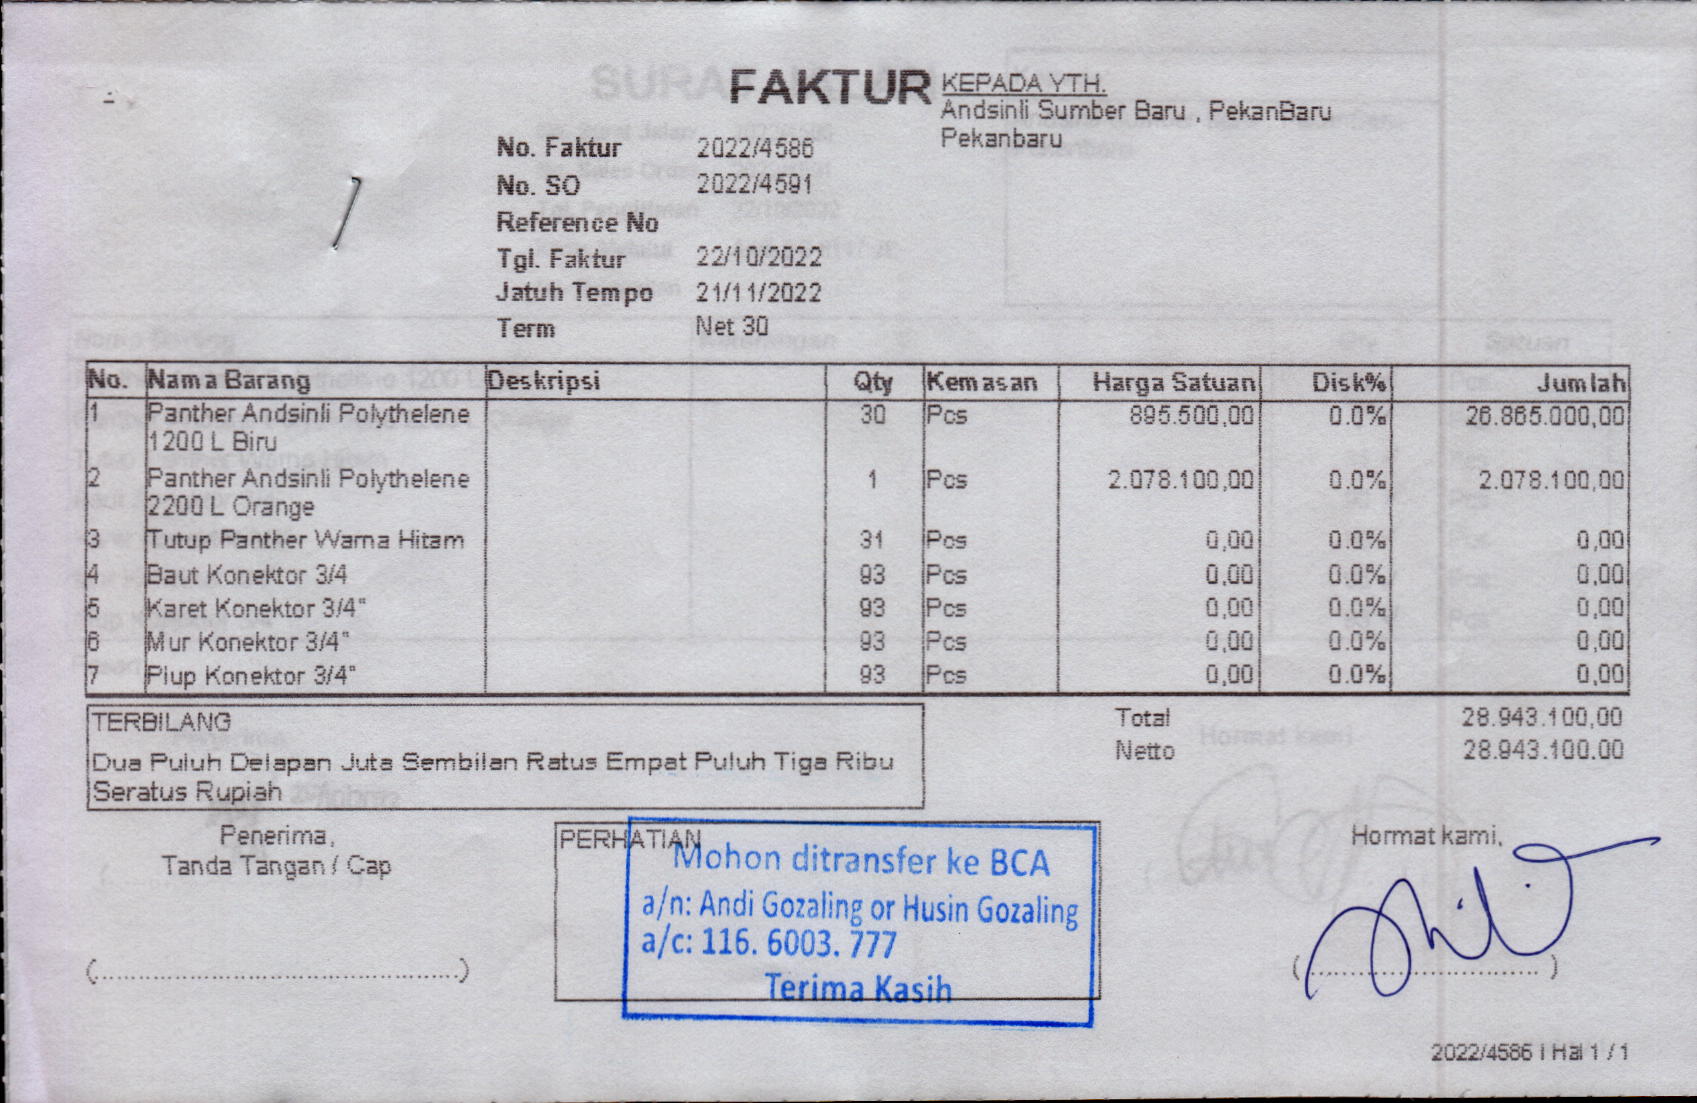 FAKTUR
KEPADA YTH.
Andsinli Sumber Baru , PekanBaru
Pekanbaru
No. Faktur 2022/4586
No. SO 2022/4591
Reference No
Tgl. Faktur 22/10/2022
Jatuh Tempo 21/11/2022
Term Net 30
No. Nama Barang Deskripsi Qty Kemasan Harga Satuan Disk% Jumlah
1 Panther Andsinli Polythelene 30 Pcs 895.500,00 0.0% 26.865.000,00
1200 L Biru
2 Panther Andsinli Polythelene 1 Pcs 2.078.100,00 0.0% 2.078.100,00
2200 L Orange
3 Tutup Panther Warna Hitam 31 Pcs 0,00 0.0% 0,00
4 Baut Konektor 3/4 93 Pcs 0,00 0.0% 0,00
5 Karet Konektor 3/4" 93 Pcs 0,00 0.0% 0,00
6 Mur Konektor 3/4" 93 Pcs 0,00 0.0% 0,00
7 Plup Konektor 3/4" 93 Pcs 0,00 0.0% 0,00
TERBILANG
Dua Puluh Delapan Juta Sembilan Ratus Empat Puluh Tiga Ribu
Seratus Rupiah
Total 28.943.100,00
Netto 28.943.100.00
Penerima,
Tanda Tangan / Cap
(................................................)
PERHATIAN
Mohon ditransfer ke BCA
a/n: Andi Gozaling or Husin Gozaling
a/c: 116. 6003. 777
Terima Kasih
Hormat kami,
(..............................)
2022/4586 | Hal 1 / 1